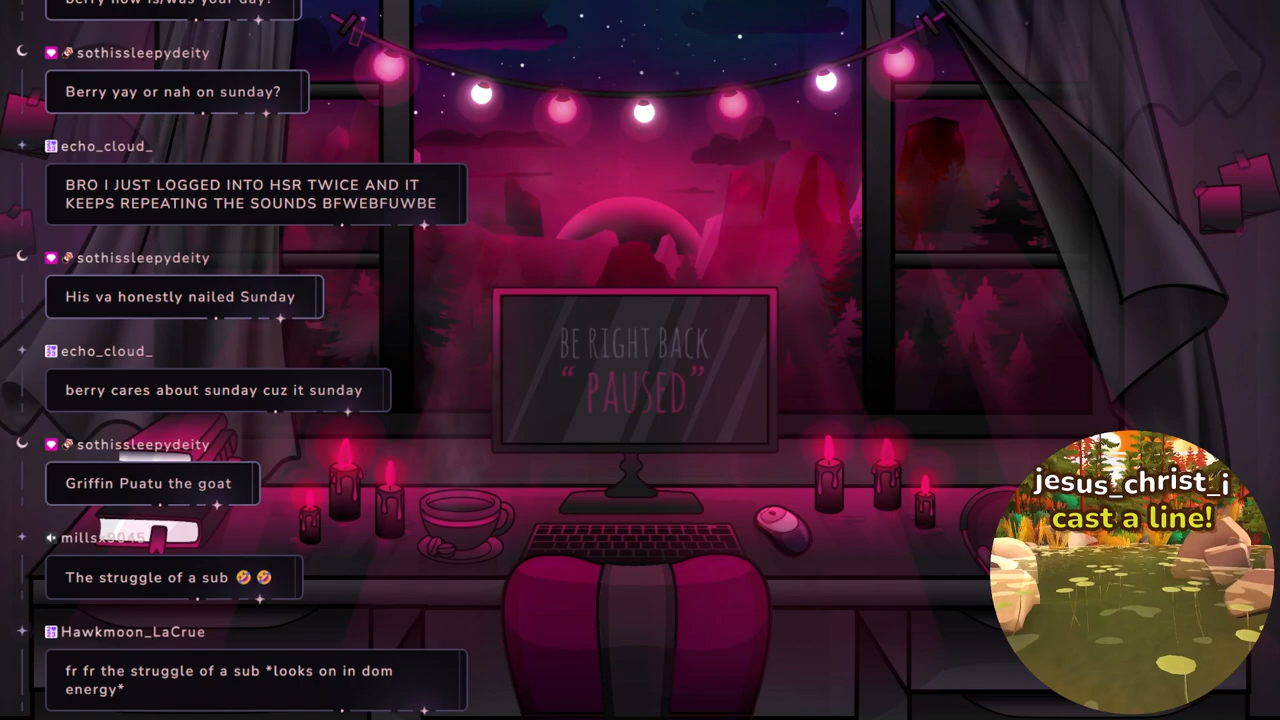 berry how is/was your day?
sothissleepydeity
Berry yay or nah on sunday?
echo_cloud_
BRO I JUST LOGGED INTO HSR TWICE AND IT
KEEPS REPEATING THE SOUNDS BFWEBFUWBE
sothissleepydeity
His va honestly nailed Sunday
echo_cloud_
berry cares about sunday cuz it sunday
sothissleepydeity
Griffin Puatu the goat
The struggle of a sub 🤣 🤣
Hawkmoon_LaCrue
fr fr the struggle of a sub *looks on in dom
energy*
BE RIGHT BACK
“ PAUSED”
jesus_christ_i
cast a line!